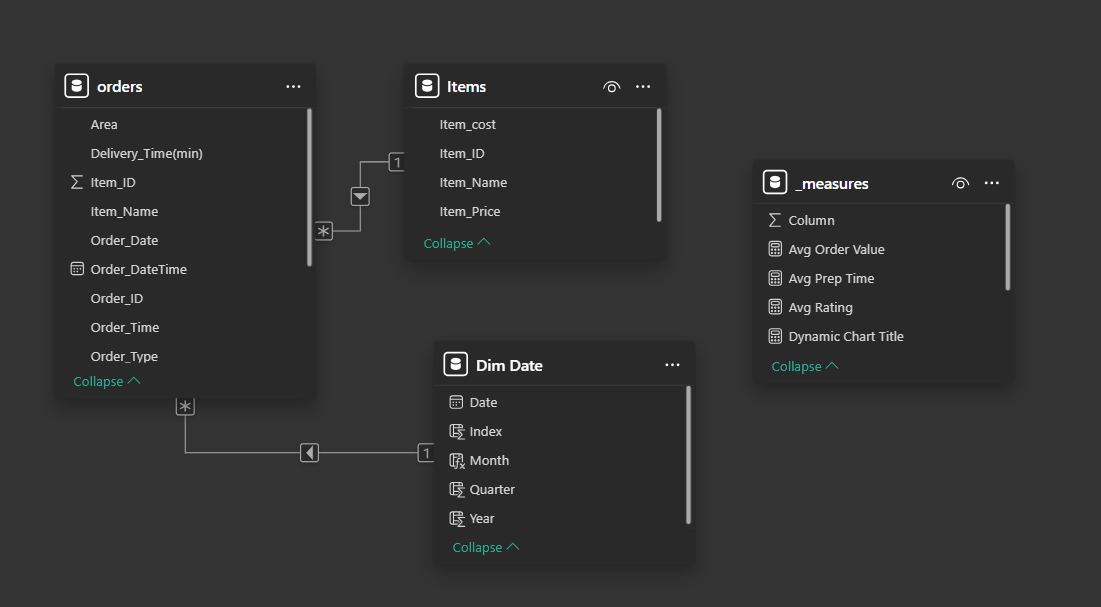 orders
Area
Delivery_Time(min)
Item_ID
Item_Name
Order_Date
Order_DateTime
Order_ID
Order_Time
Order_Type
Collapse
*
1
*
1
Items
Item_cost
Item_ID
Item_Name
Item_Price
Collapse
Dim Date
Date
Index
Month
Quarter
Year
Collapse
_measures
Column
Avg Order Value
Avg Prep Time
Avg Rating
Dynamic Chart Title
Collapse